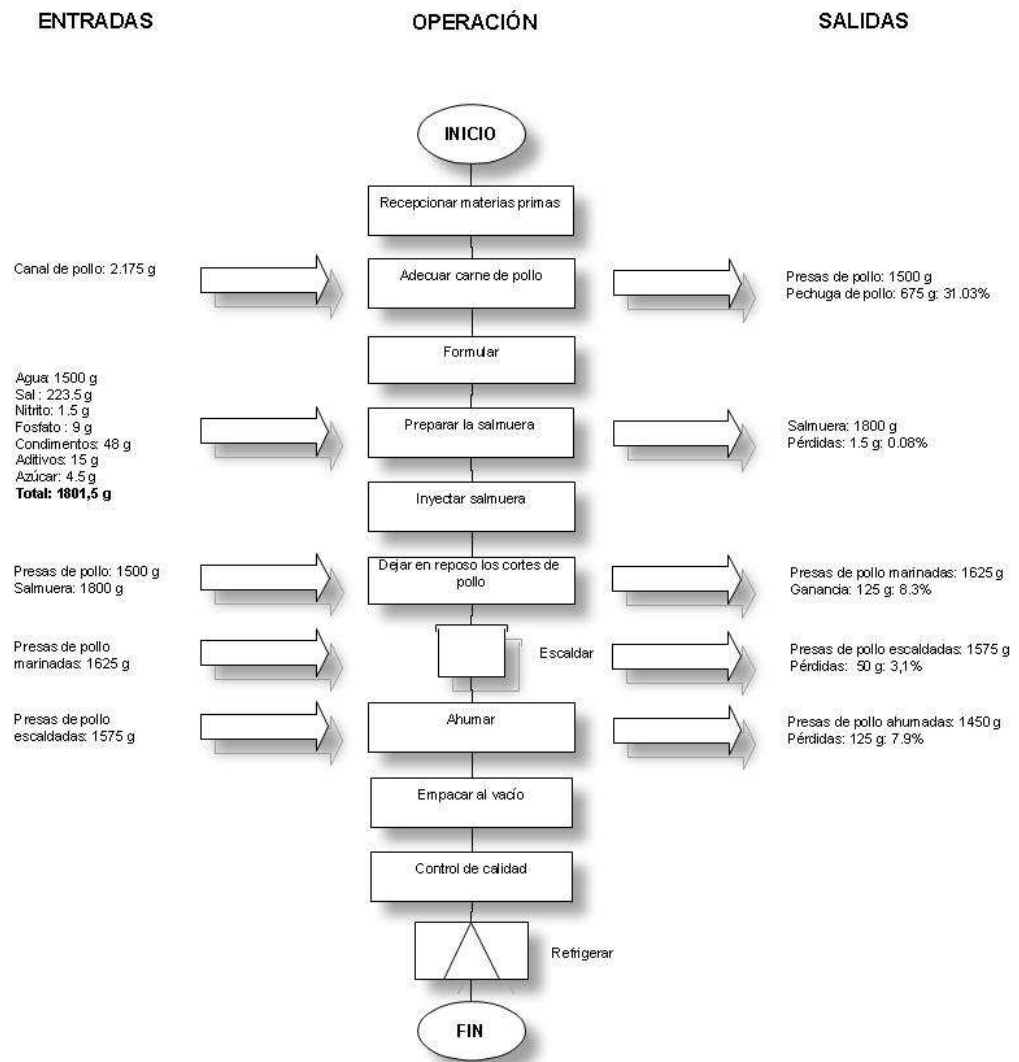 ENTRADAS
OPERACIÓN
SALIDAS
INICIO
Recepcionar materias primas
Canal de pollo: 2.175 g
Adecuar carne de pollo
Presas de pollo: 1500 g
Pechuga de pollo: 675 g: 31.03%
Formular
Agua: 1500 g
Sal : 223.5 g
Nitrito: 1.5 g
Fosfato : 9 g
Condimentos: 48 g
Aditivos: 15 g
Azúcar: 4.5 g
Total: 1801,5 g
Preparar la salmuera
Salmuera: 1800 g
Pérdidas: 1.5 g: 0.08%
Inyectar salmuera
Presas de pollo: 1500 g
Salmuera: 1800 g
Dejar en reposo los cortes de
pollo
Presas de pollo marinadas: 1625 g
Ganancia: 125 g: 8.3%
Presas de pollo
marinadas: 1625 g
Escaldar
Presas de pollo escaldadas: 1575 g
Pérdidas: 50 g: 3,1%
Presas de pollo
escaldadas: 1575 g
Ahumar
Presas de pollo ahumadas: 1450 g
Pérdidas: 125 g: 7.9%
Empacar al vacío
Control de calidad
Refrigerar
FIN